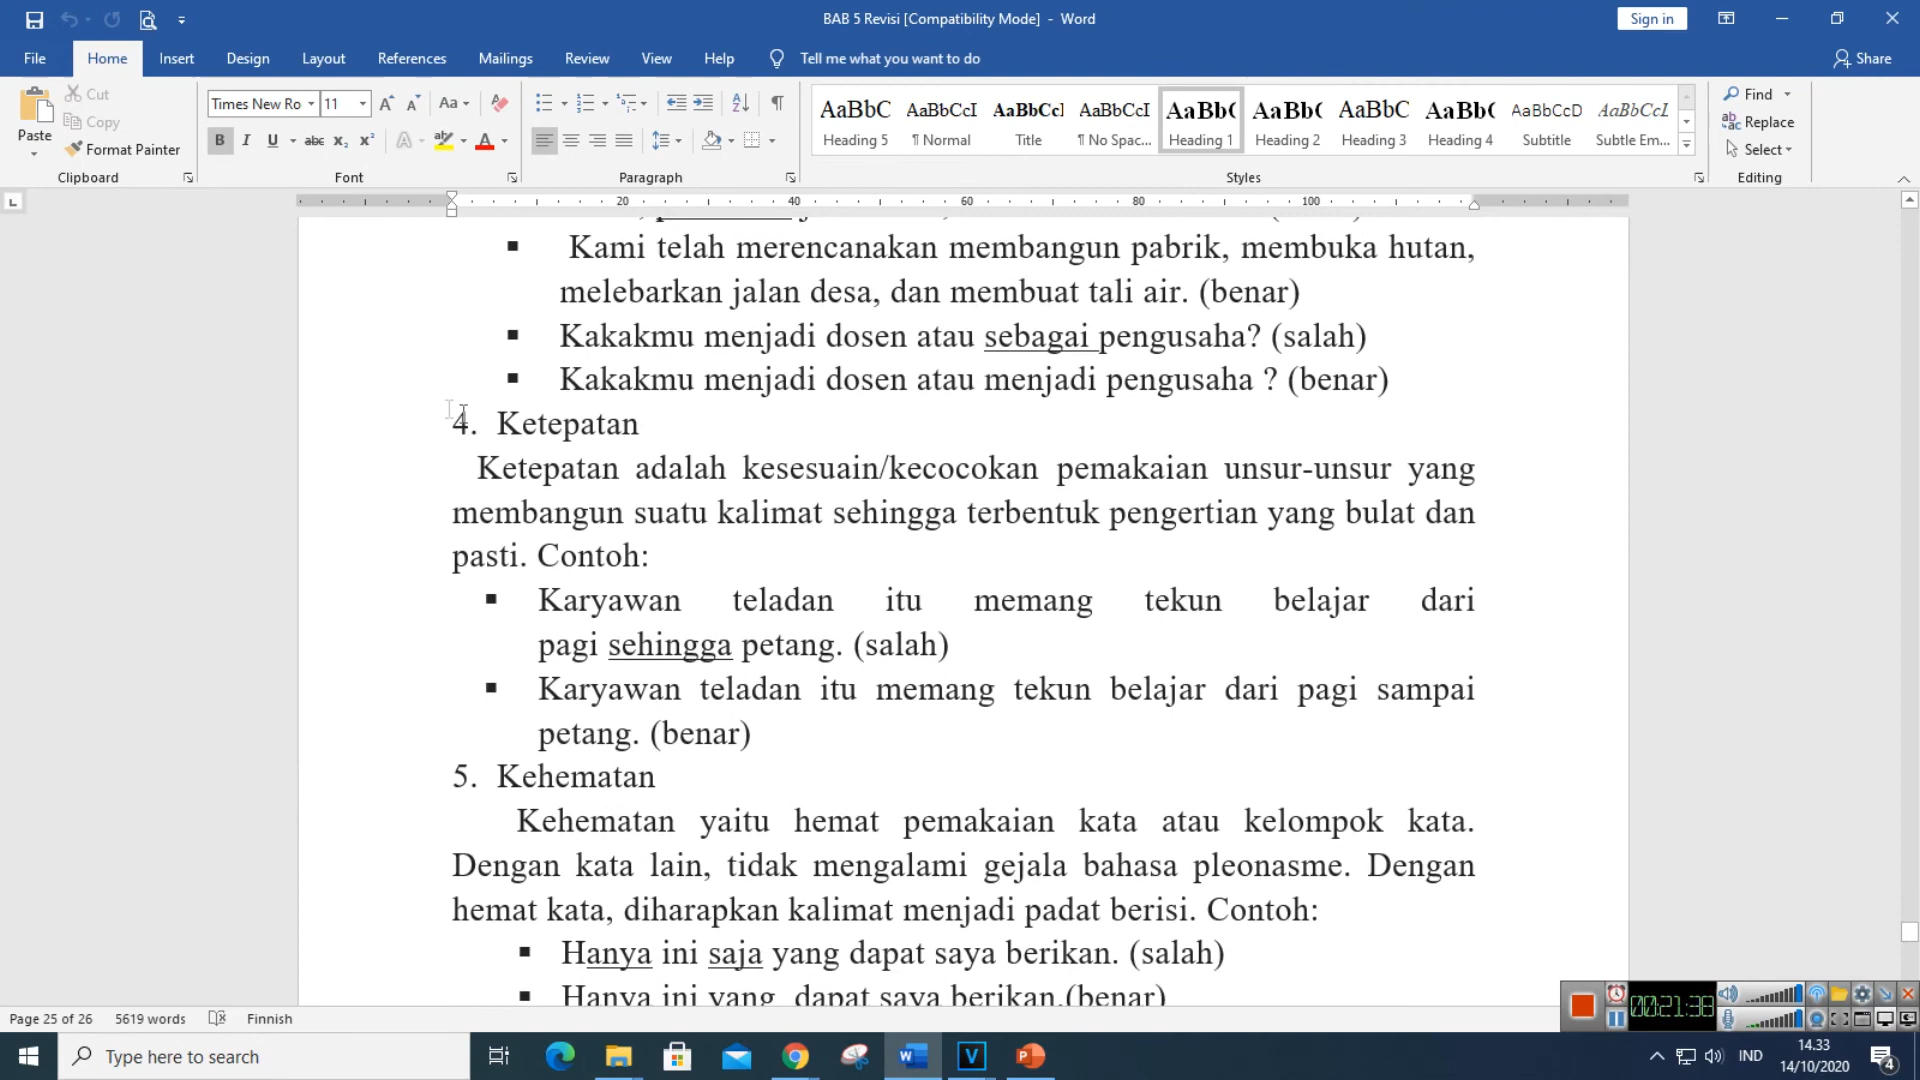 BAB 5 Revisi [Compatibility Mode] - Word
Sign in
File Home Insert Design Layout References Mailings Review View Help Tell me what you want to do Share
Paste
Cut
Copy
Format Painter
Clipboard
Times New Ro 11
Font
Paragraph
AaBbC AaBbCcI AaBbCcI AaBbCcI AaBb( AaBb( AaBbC AaBb( AaBbCcD AaBbCcL
Heading 5 ¶ Normal Title ¶ No Spac... Heading 1 Heading 2 Heading 3 Heading 4 Subtitle Subtle Em...
Styles
Find
Replace
Select
Editing
20 40 60 80 100
▪ Kami telah merencanakan membangun pabrik, membuka hutan,
melebarkan jalan desa, dan membuat tali air. (benar)
▪ Kakakmu menjadi dosen atau sebagai pengusaha? (salah)
▪ Kakakmu menjadi dosen atau menjadi pengusaha ? (benar)
4. Ketepatan
Ketepatan adalah kesesuain/kecocokan pemakaian unsur-unsur yang
membangun suatu kalimat sehingga terbentuk pengertian yang bulat dan
pasti. Contoh:
▪ Karyawan teladan itu memang tekun belajar dari
pagi sehingga petang. (salah)
▪ Karyawan teladan itu memang tekun belajar dari pagi sampai
petang. (benar)
5. Kehematan
Kehematan yaitu hemat pemakaian kata atau kelompok kata.
Dengan kata lain, tidak mengalami gejala bahasa pleonasme. Dengan
hemat kata, diharapkan kalimat menjadi padat berisi. Contoh:
▪ Hanya ini saja yang dapat saya berikan. (salah)
▪ Hanya ini yang dapat saya berikan.(benar)
Page 25 of 26 5619 words Finnish
00:21:38
Type here to search
IND
14.33
14/10/2020
4